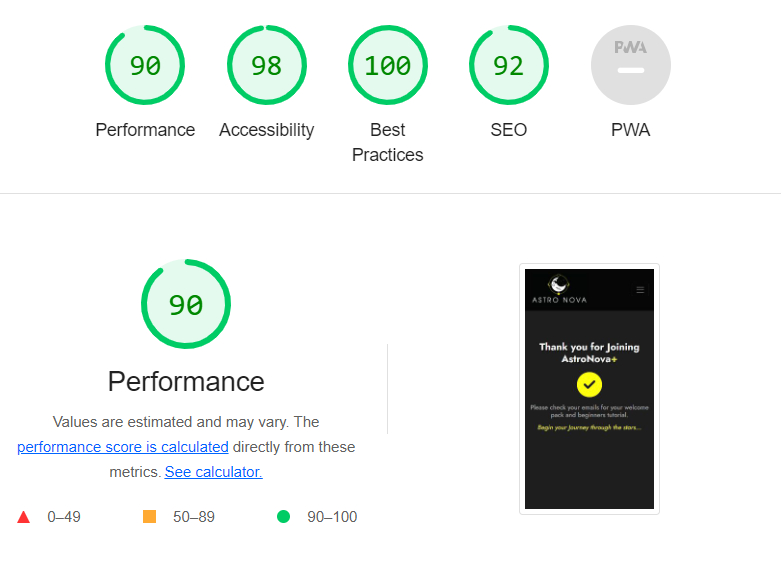 90
98
100
92
PWA
Performance
Accessibility
Best
Practices
SEO
PWA
90
Performance
Values are estimated and may vary. The
performance score is calculated directly from these
metrics. See calculator.
0–49
50–89
90–100
ASTRO NOVA
Thank you for Joining
AstroNova+
Please check your emails for your welcome
pack and beginners tutorial.
Begin your journey through the stars...